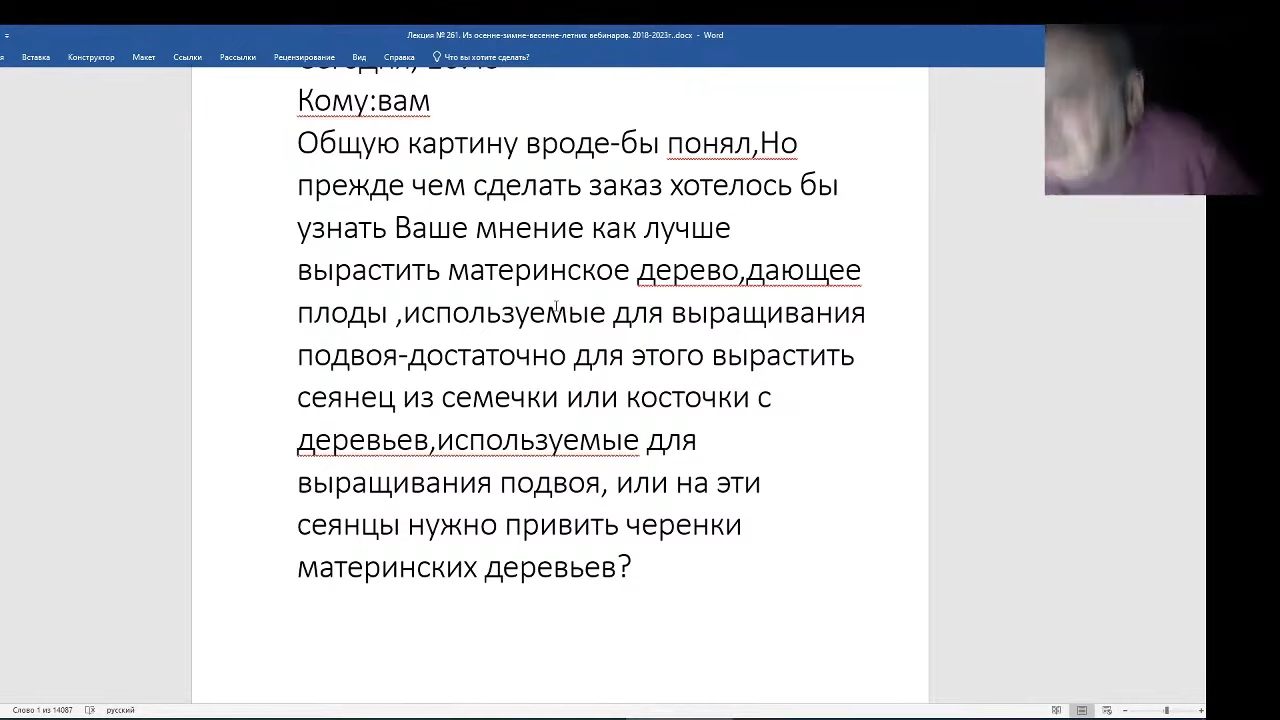 Лекция № 261. Из осенне-зимне-весенне-летних вебинаров. 2018-2023г..docx - Word
Вставка Конструктор Макет Ссылки Рассылки Рецензирование Вид Справка Что вы хотите сделать?
Кому:вам
Общую картину вроде-бы понял,Но
прежде чем сделать заказ хотелось бы
узнать Ваше мнение как лучше
вырастить материнское дерево,дающее
плоды ,используемые для выращивания
подвоя-достаточно для этого вырастить
сеянец из семечки или косточки с
деревьев,используемые для
выращивания подвоя, или на эти
сеянцы нужно привить черенки
материнских деревьев?
Слово 1 из 14087 русский